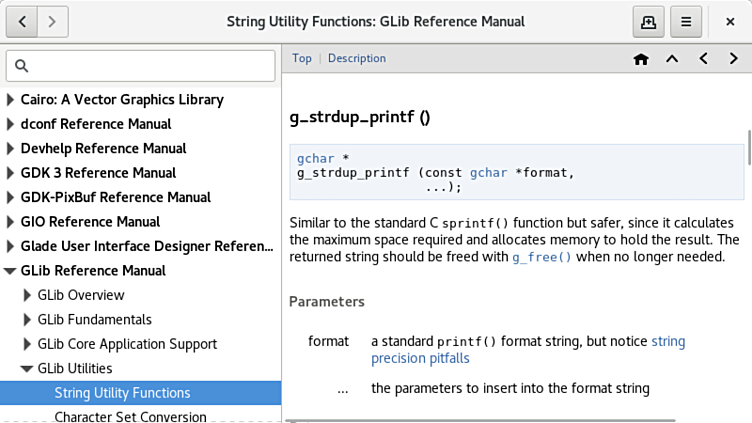 String Utility Functions: GLib Reference Manual
Top | Description
Cairo: A Vector Graphics Library
dconf Reference Manual
Devhelp Reference Manual
GDK 3 Reference Manual
GDK-PixBuf Reference Manual
GIO Reference Manual
Glade User Interface Designer Referen...
GLib Reference Manual
GLib Overview
GLib Fundamentals
GLib Core Application Support
GLib Utilities
String Utility Functions
Character Set Conversion
g_strdup_printf ()
gchar *
g_strdup_printf (const gchar *format,
...);
Similar to the standard C sprintf() function but safer, since it calculates
the maximum space required and allocates memory to hold the result. The
returned string should be freed with g_free() when no longer needed.
Parameters
format a standard printf() format string, but notice string
precision pitfalls
... the parameters to insert into the format string